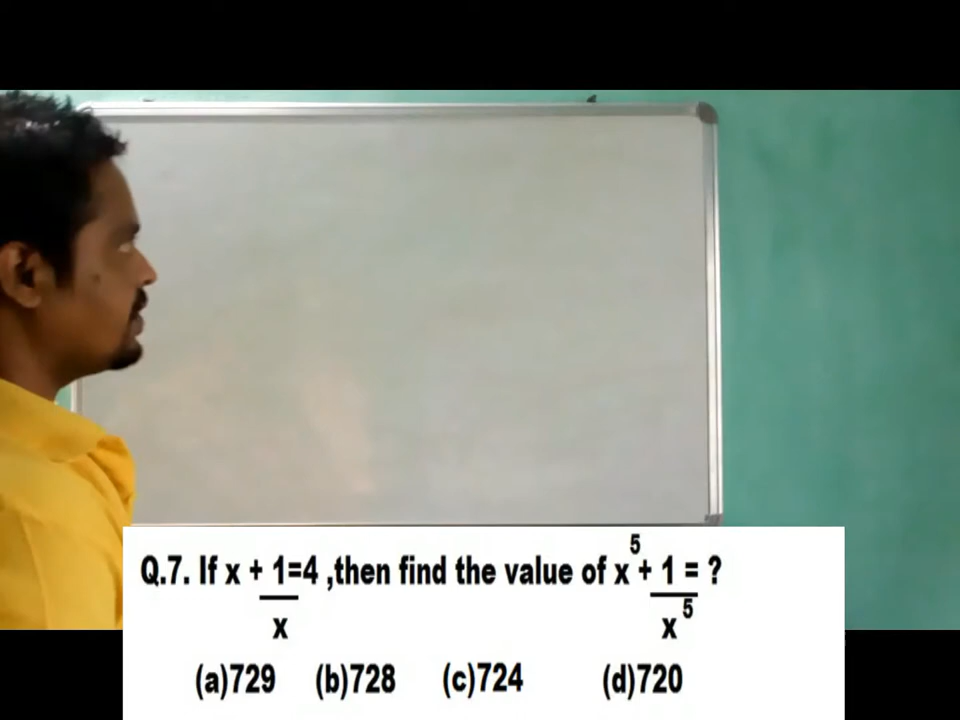 Q.7. If x + 1=4 ,then find the value of x⁵+ 1 = ?
x x⁵
(a)729 (b)728 (c)724 (d)720